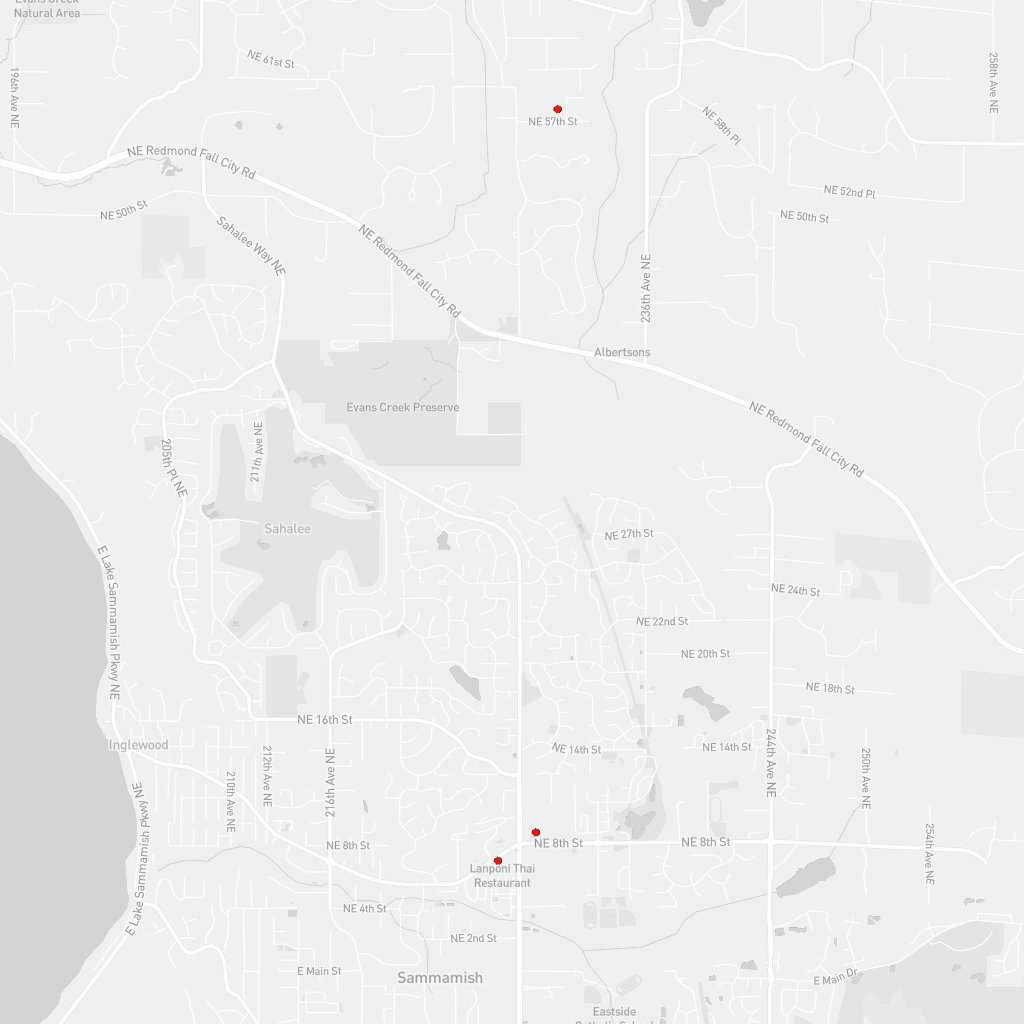 Evans Creek
Natural Area
NE 61st St
196th Ave NE
258th Ave NE
NE 57th St
NE 58th Pl
NE Redmond Fall City Rd
NE 52nd Pl
NE 50th St
NE 50th St
Sahalee Way NE
NE Redmond Fall City Rd
236th Ave NE
Albertsons
Evans Creek Preserve
NE Redmond Fall City Rd
211th Ave NE
205th Pl NE
Sahalee
NE 27th St
E Lake Sammamish Pkwy NE
NE 24th St
NE 22nd St
NE 20th St
NE 18th St
NE 16th St
Inglewood
NE 14th St
NE 14th St
244th Ave NE
212th Ave NE
210th Ave NE
216th Ave NE
250th Ave NE
254th Ave NE
E Lake Sammamish Pkwy NE
NE 8th St
NE 8th St
NE 8th St
Lanponi Thai
Restaurant
NE 4th St
NE 2nd St
E Main St
Sammamish
E Main Dr
Eastside
Catholic School